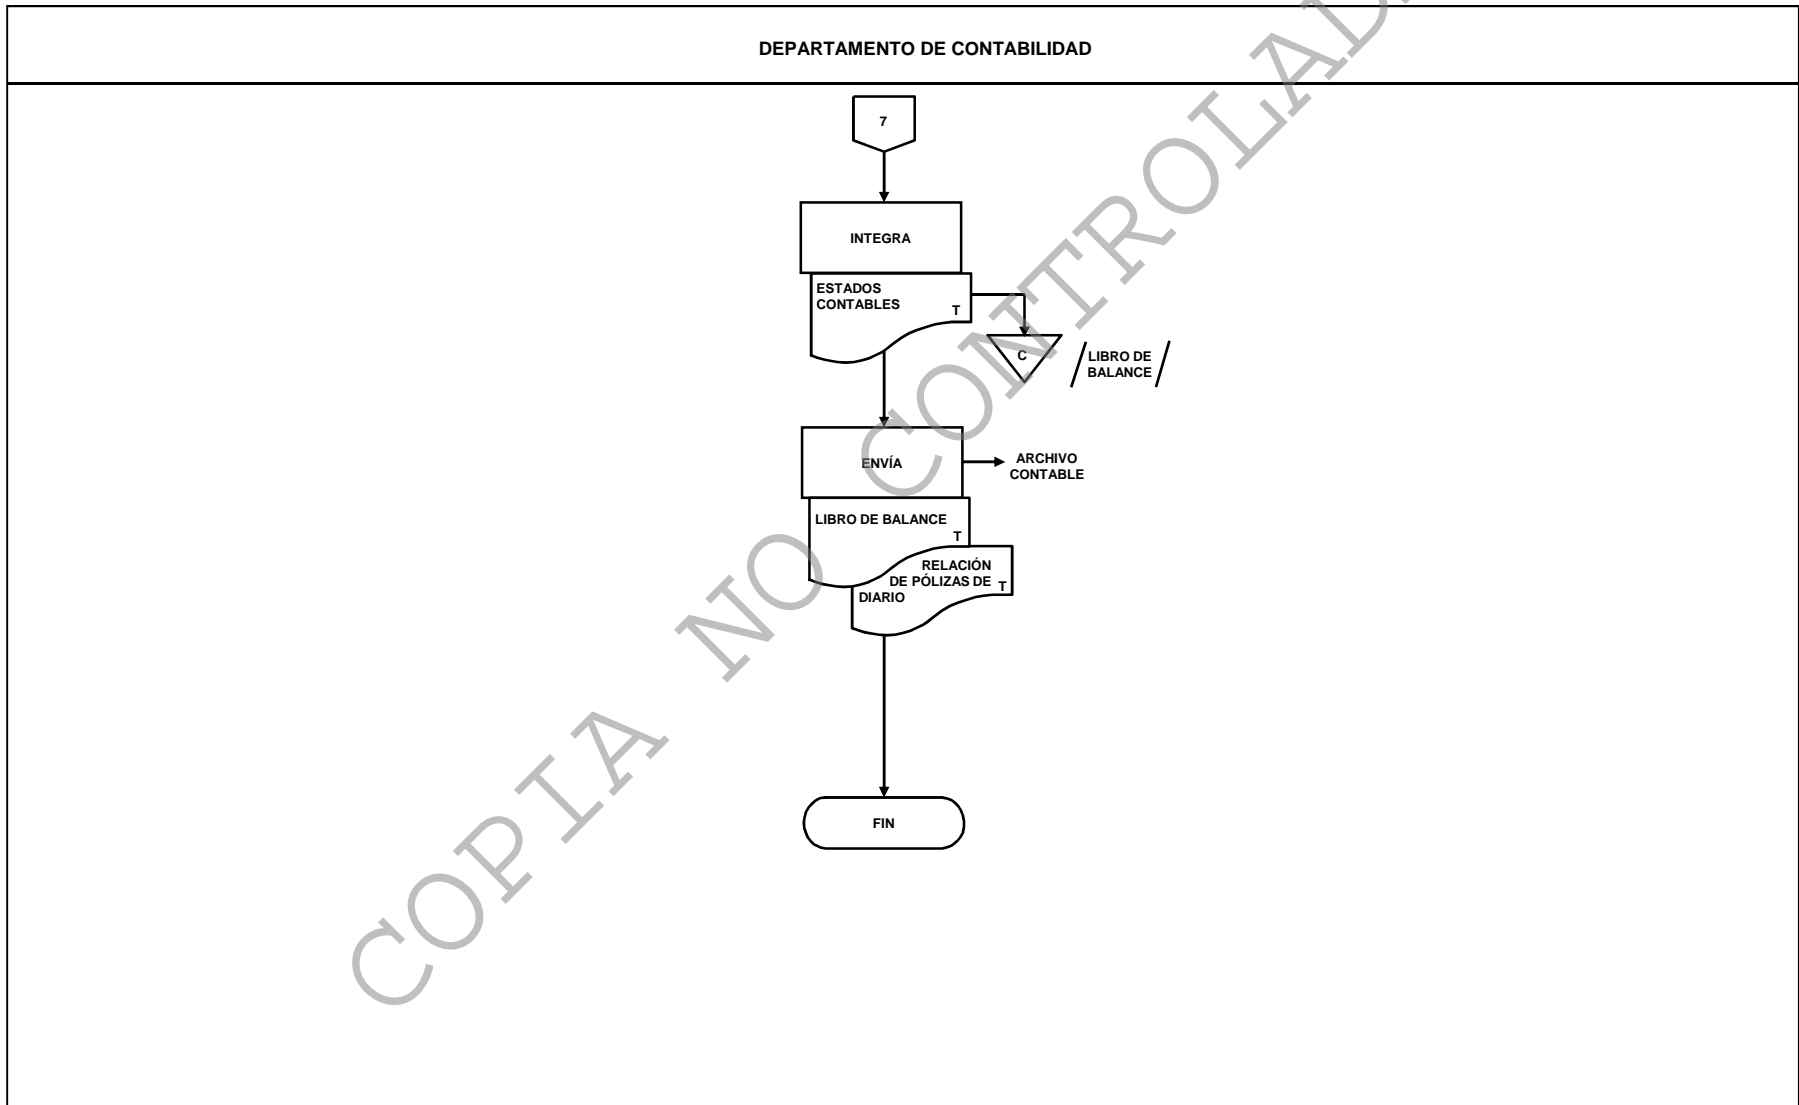 DEPARTAMENTO DE CONTABILIDAD
7
INTEGRA
ESTADOS
CONTABLES
T
C
LIBRO DE
BALANCE
ENVÍA
ARCHIVO
CONTABLE
LIBRO DE BALANCE
T
RELACIÓN
DE PÓLIZAS DE
T
DIARIO
FIN
COPIA NO CONTROLAD